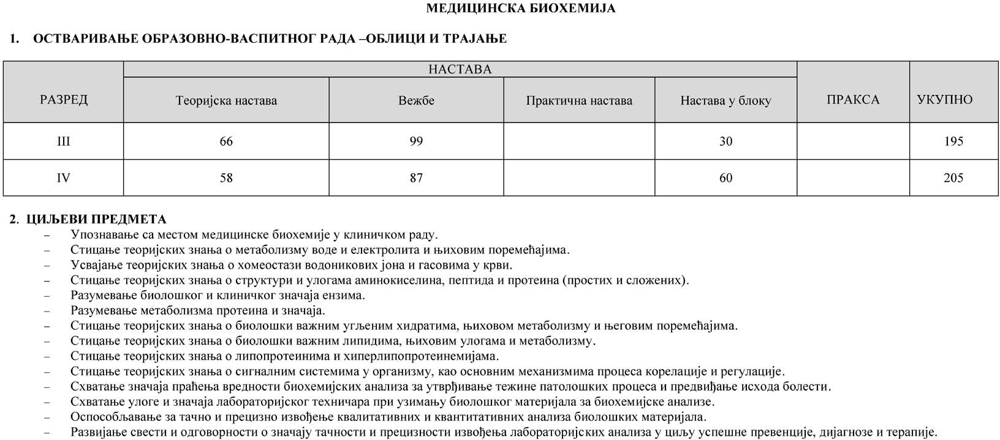 МЕДИЦИНСКА БИОХЕМИЈА
1. ОСТВАРИВАЊЕ ОБРАЗОВНО-ВАСПИТНОГ РАДА –ОБЛИЦИ И ТРАЈАЊЕ
РАЗРЕД НАСТАВА ПРАКСА УКУПНО
Теоријска настава Вежбе Практична настава Настава у блоку
III 66 99 30 195
IV 58 87 60 205
2. ЦИЉЕВИ ПРЕДМЕТА
– Упознавање са местом медицинске биохемије у клиничком раду.
– Стицање теоријских знања о метаболизму воде и електролита и њиховим поремећајима.
– Усвајање теоријских знања о хомеостази водоникових јона и гасовима у крви.
– Стицање теоријских знања о структури и улогама аминокиселина, пептида и протеина (простих и сложених).
– Разумевање биолошког и клиничког значаја ензима.
– Разумевање метаболизма протеина и значаја.
– Стицање теоријских знања о биолошки важним угљеним хидратима, њиховом метаболизму и његовим поремећајима.
– Стицање теоријских знања о биолошки важним липидима, њиховим улогама и метаболизму.
– Стицање теоријских знања о липопротеинима и хиперлипопротеинемијама.
– Стицање теоријских знања о сигналним системима у организму, као основним механизмима процеса корелације и регулације.
– Схватање значаја праћења вредности биохемијских анализа за утврђивање тежине патолошких процеса и предвиђање исхода болести.
– Схватање улоге и значаја лабораторијског техничара при узимању биолошког материјала за биохемијске анализе.
– Оспособљавање за тачно и прецизно извођење квалитативних и квантитативних анализа биолошких материјала.
– Развијање свести и одговорности о значају тачности и прецизности извођења лабораторијских анализа у циљу успешне превенције, дијагнозе и терапије.